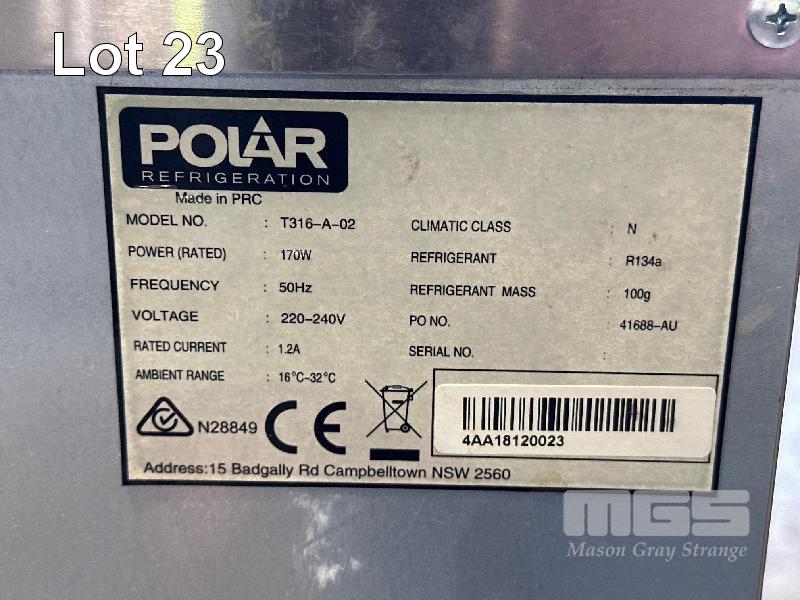 Lot 23
POLAR
REFRIGERATION
Made in PRC
MODEL NO. : T316-A-02
POWER (RATED) : 170W
FREQUENCY : 50Hz
VOLTAGE : 220-240V
RATED CURRENT : 1.2A
AMBIENT RANGE : 16°C~32°C
CLIMATIC CLASS : N
REFRIGERANT : R134a
REFRIGERANT MASS : 100g
PO NO. : 41688-AU
SERIAL NO. :
N28849
CE
4AA18120023
Address:15 Badgally Rd Campbelltown NSW 2560
MGS
Mason Gray Strange